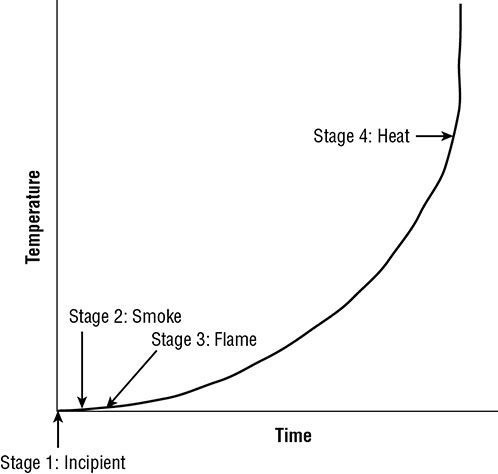 Stage 4: Heat
Temperature
Stage 2: Smoke
Stage 3: Flame
Time
Stage 1: Incipient